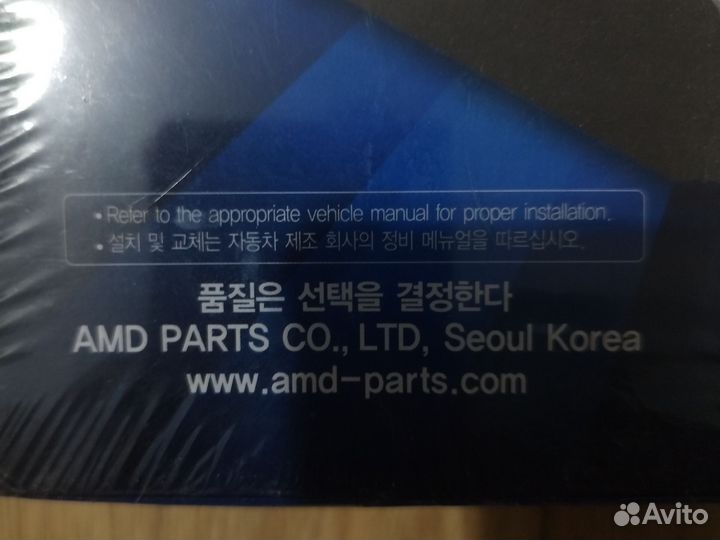 • Refer to the appropriate vehicle manual for proper installation.
• 설치 및 교체는 자동차 제조 회사의 정비 메뉴얼을 따르십시오.
품질은 선택을 결정한다
AMD PARTS CO., LTD, Seoul Korea
www.amd-parts.com
Avito